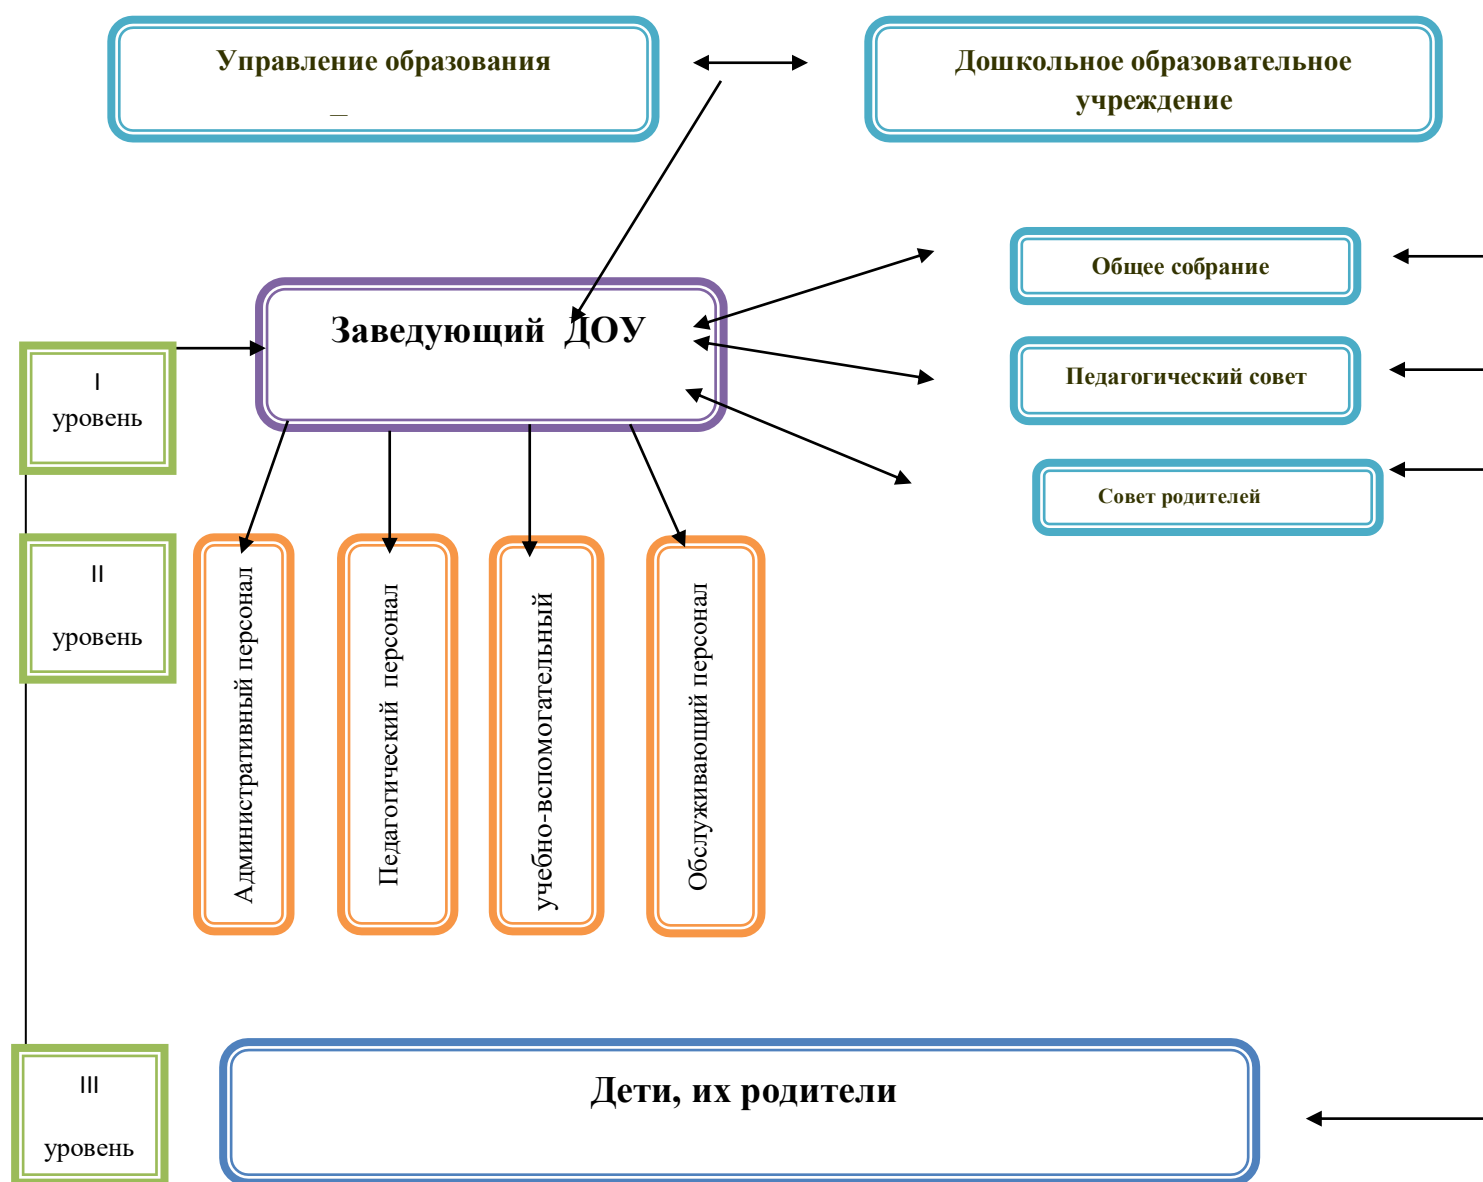 Управление образования
Дошкольное образовательное
учреждение
Общее собрание
Заведующий ДОУ
Педагогический совет
I
уровень
Совет родителей
II
уровень
Административный персонал
Педагогический персонал
учебно-вспомогательный
Обслуживающий персонал
III
уровень
Дети, их родители